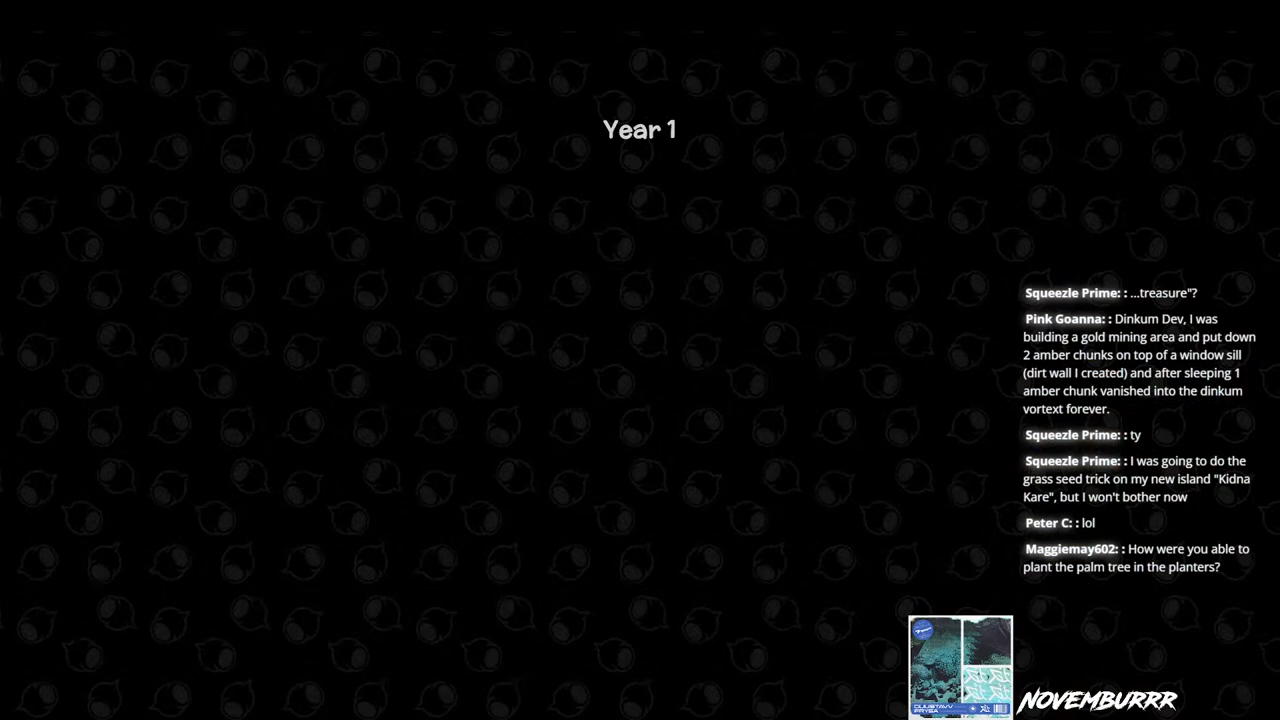 Year 1
Squeezle Prime: : ...treasure"?
Pink Goanna: : Dinkum Dev, I was
building a gold mining area and put down
2 amber chunks on top of a window sill
(dirt wall I created) and after sleeping 1
amber chunk vanished into the dinkum
vortext forever.
Squeezle Prime: : ty
Squeezle Prime: : I was going to do the
grass seed trick on my new island "Kidna
Kare", but I won't bother now
Peter C: : lol
Maggiemay602: : How were you able to
plant the palm tree in the planters?
NOVEMBURRR